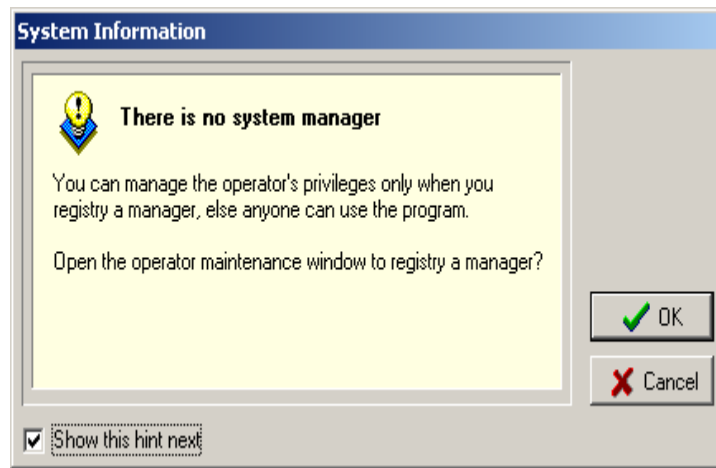 System Information
There is no system manager
You can manage the operator's privileges only when you
registry a manager, else anyone can use the program.
Open the operator maintenance window to registry a manager?
OK
Cancel
Show this hint next